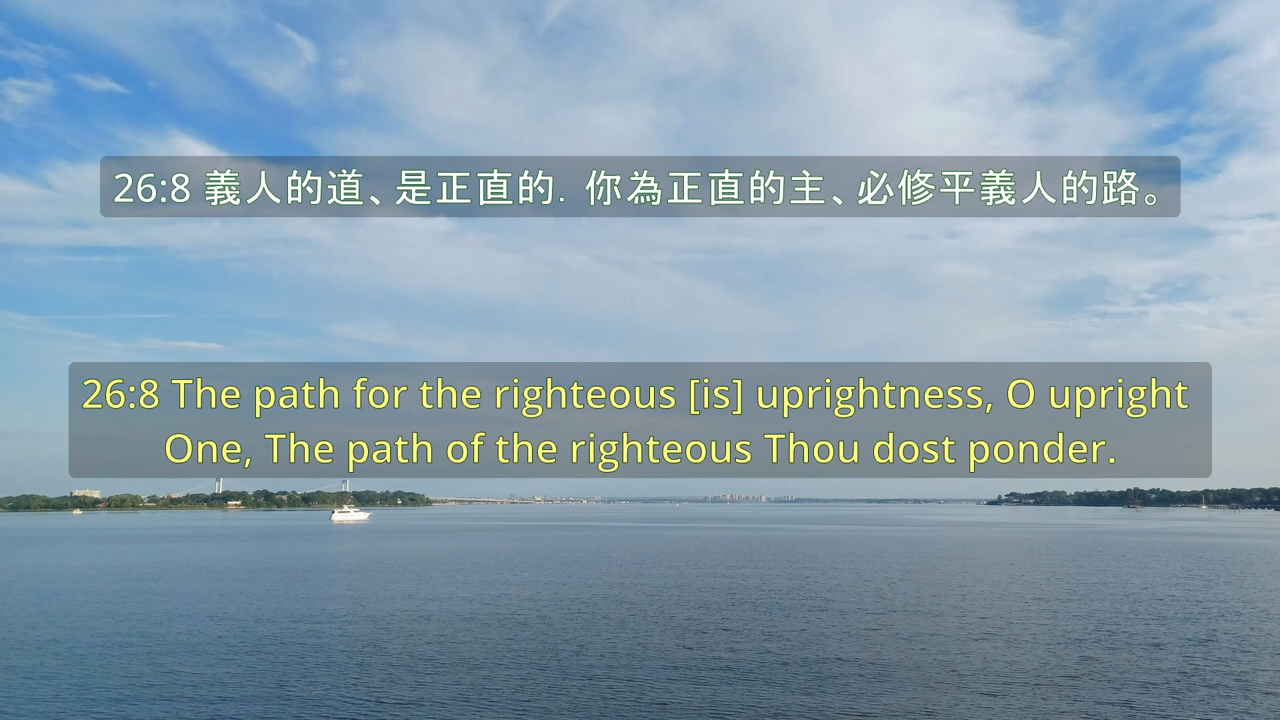 26:8 義人的道、是正直的．你為正直的主、必修平義人的路。
26:8 The path for the righteous [is] uprightness, O upright
One, The path of the righteous Thou dost ponder.